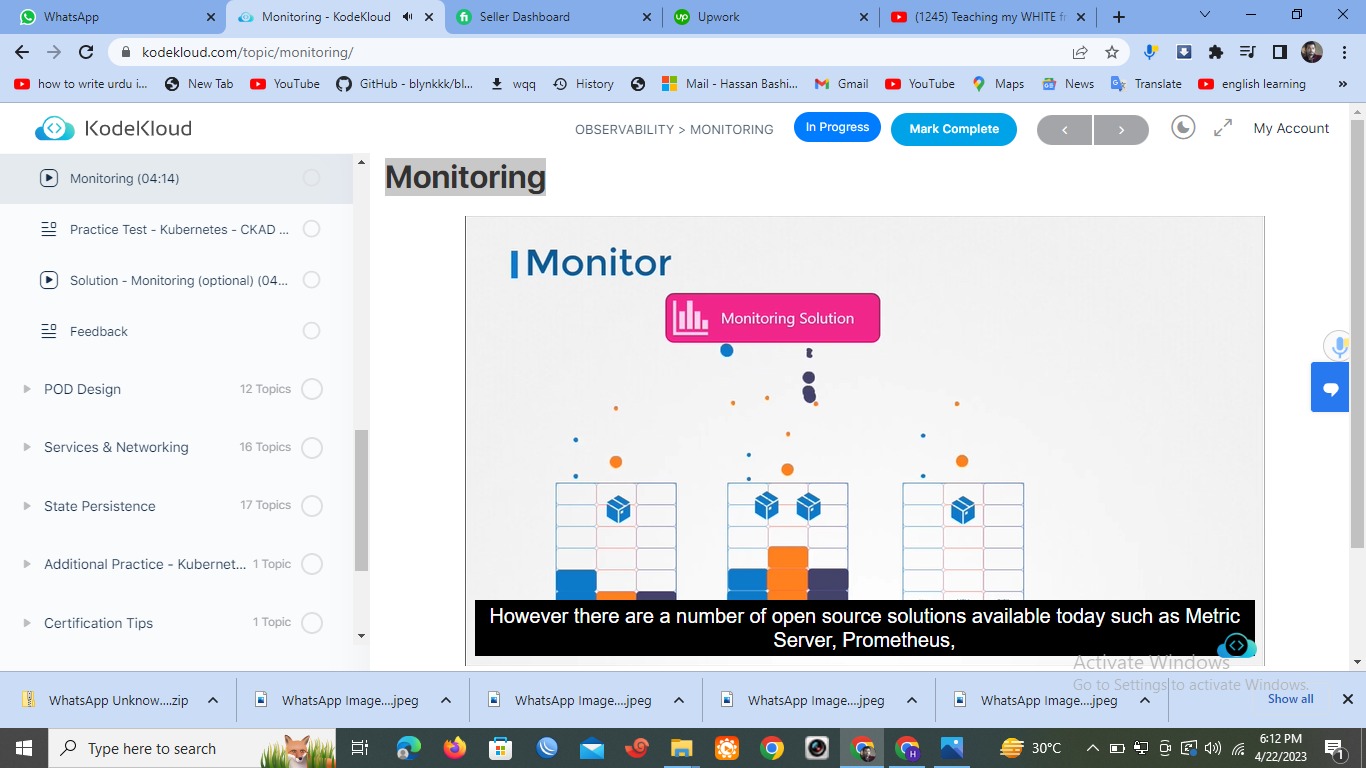 WhatsApp
Monitoring - KodeKloud
Seller Dashboard
Upwork
(1245) Teaching my WHITE fr
kodekloud.com/topic/monitoring/
how to write urdu i...
New Tab
YouTube
GitHub - blynkkk/bl...
wqq
History
Mail - Hassan Bashi...
Gmail
YouTube
Maps
News
Translate
english learning
»
KodeKloud
OBSERVABILITY > MONITORING
In Progress
Mark Complete
My Account
Monitoring (04:14)
Practice Test - Kubernetes - CKAD ...
Solution - Monitoring (optional) (04...
Feedback
POD Design
12 Topics
Services & Networking
16 Topics
State Persistence
17 Topics
Additional Practice - Kubernet...
1 Topic
Certification Tips
1 Topic
Monitoring
Monitor
Monitoring Solution
However there are a number of open source solutions available today such as Metric
Server, Prometheus,
Activate Windows
Go to Settings to activate Windows.
WhatsApp Unknow....zip
WhatsApp Image....jpeg
WhatsApp Image....jpeg
WhatsApp Image....jpeg
WhatsApp Image....jpeg
Show all
Type here to search
30°C
6:12 PM
4/22/2023
1